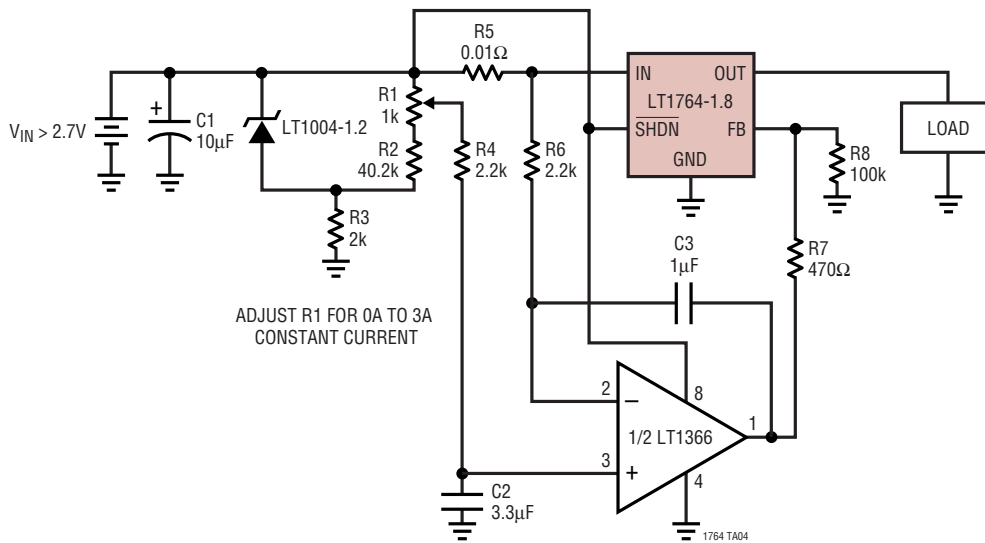 R5
0.01Ω
IN
OUT
R1
1k
LT1764-1.8
VIN > 2.7V
+
C1
10µF
LT1004-1.2
SHDN
FB
LOAD
R2
40.2k
R4
2.2k
R6
2.2k
GND
R8
100k
R3
2k
C3
1µF
R7
470Ω
ADJUST R1 FOR 0A TO 3A
CONSTANT CURRENT
2
–
8
1/2 LT1366
1
3
+
4
C2
3.3µF
1764 TA04